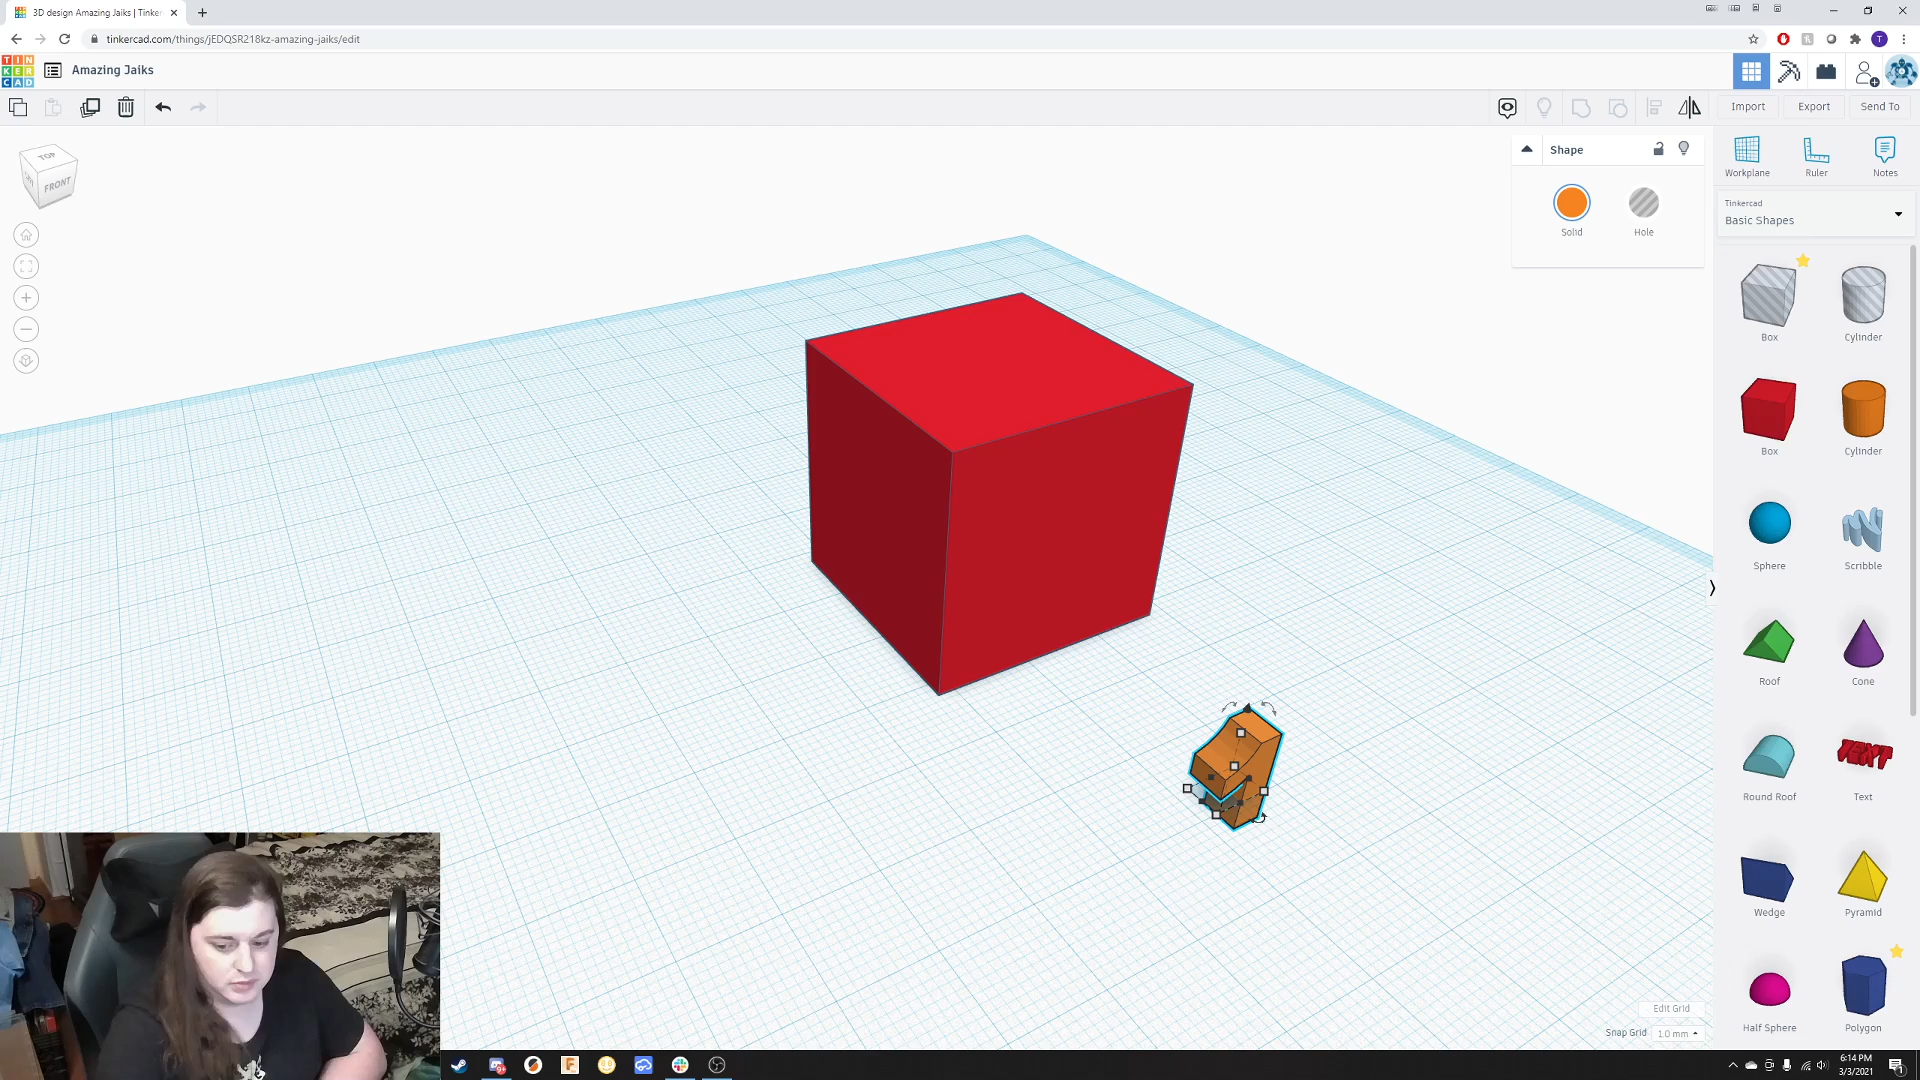 3D design Amazing Jaiks | Tinker
tinkercad.com/things/jEDQSR218kz-amazing-jaiks/edit
T
TIN
KER
CAD
Amazing Jaiks
Import
Export
Send To
TOP
FRONT
Shape
Solid
Hole
Workplane
Ruler
Notes
Tinkercad
Basic Shapes
Box
Cylinder
Box
Cylinder
Sphere
Scribble
Roof
Cone
Round Roof
TEXT
Text
Wedge
Pyramid
Half Sphere
Polygon
Edit Grid
Snap Grid
1.0 mm
6:14 PM
3/3/2021